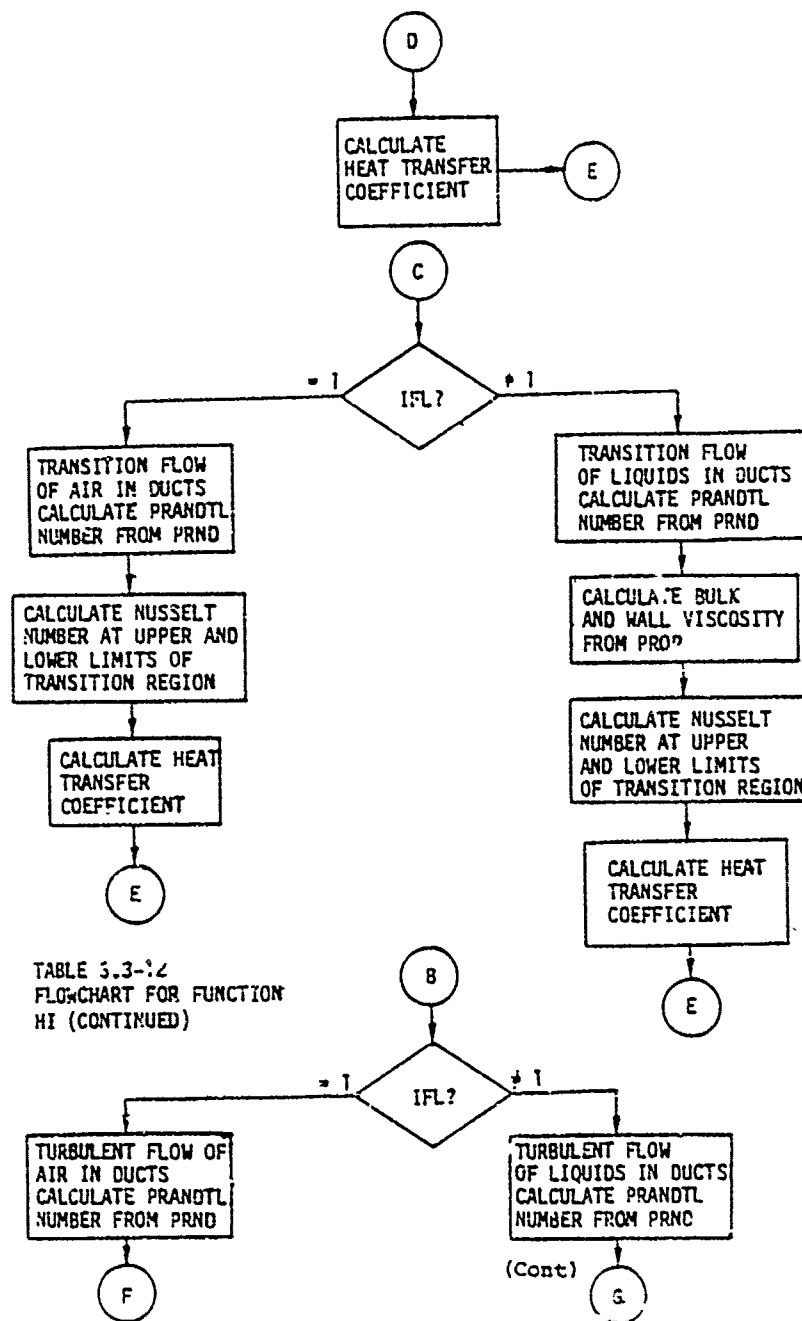 D
CALCULATE
HEAT TRANSFER
COEFFICIENT
E
C
= 1
IFL?
≠ 1
TRANSITION FLOW
OF AIR IN DUCTS
CALCULATE PRANDTL
NUMBER FROM PRND
CALCULATE NUSSELT
NUMBER AT UPPER AND
LOWER LIMITS OF
TRANSITION REGION
CALCULATE HEAT
TRANSFER
COEFFICIENT
E
TRANSITION FLOW
OF LIQUIDS IN DUCTS
CALCULATE PRANDTL
NUMBER FROM PRND
CALCULATE BULK
AND WALL VISCOSITY
FROM PROP
CALCULATE NUSSELT
NUMBER AT UPPER
AND LOWER LIMITS
OF TRANSITION REGION
CALCULATE HEAT
TRANSFER
COEFFICIENT
E
TABLE 3.3-12
FLOWCHART FOR FUNCTION
HI (CONTINUED)
B
= 1
IFL?
≠ 1
TURBULENT FLOW OF
AIR IN DUCTS
CALCULATE PRANDTL
NUMBER FROM PRND
F
TURBULENT FLOW
OF LIQUIDS IN DUCTS
CALCULATE PRANDTL
NUMBER FROM PRND
(Cont)
G